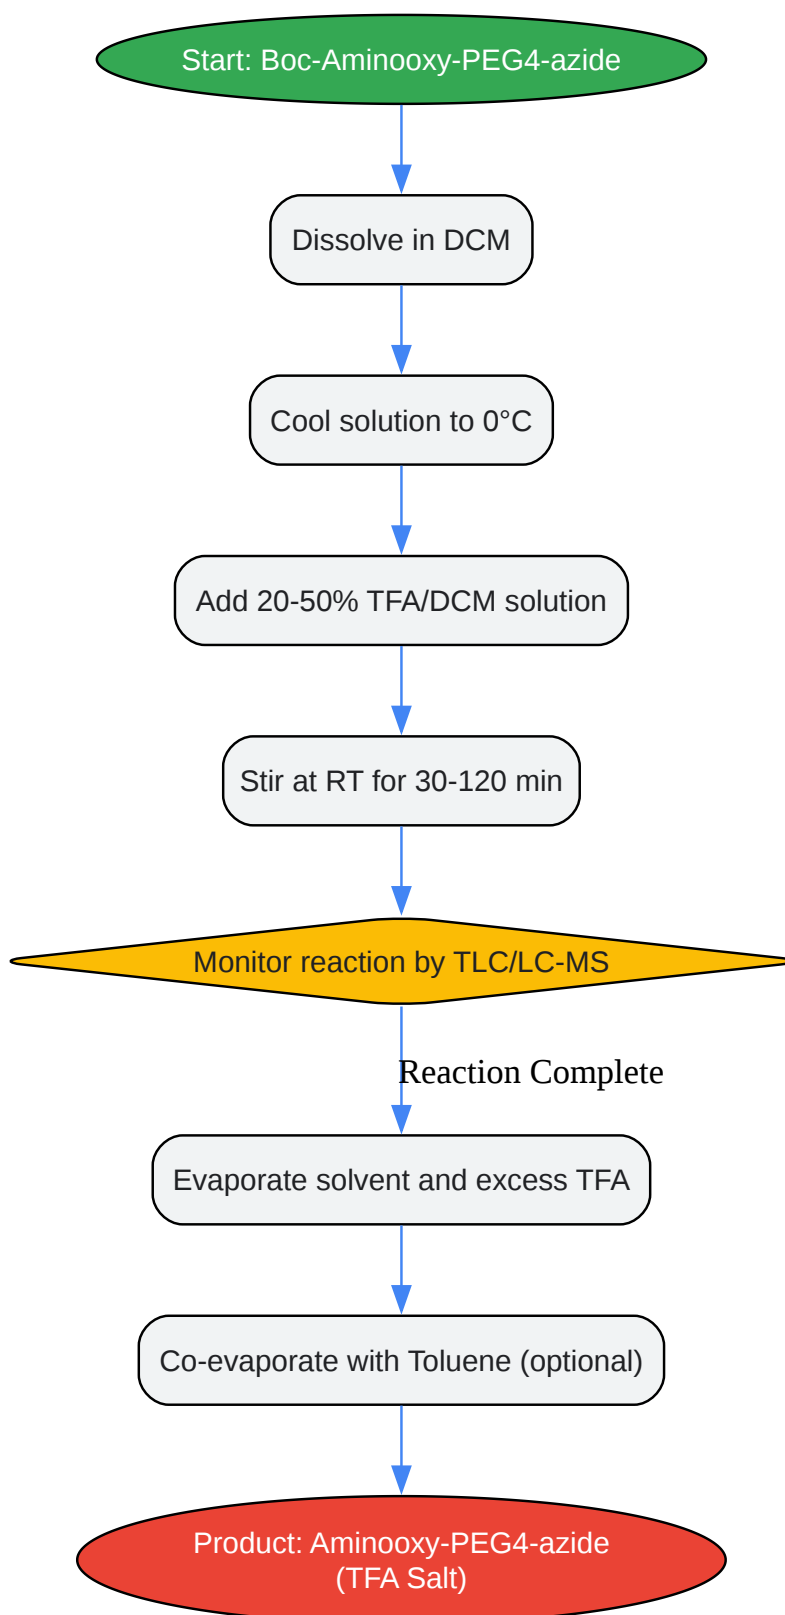 Start: Boc-Aminooxy-PEG4-azide
Dissolve in DCM
Cool solution to 0°C
Add 20-50% TFA/DCM solution
Stir at RT for 30-120 min
Monitor reaction by TLC/LC-MS
Reaction Complete
Evaporate solvent and excess TFA
Co-evaporate with Toluene (optional)
Product: Aminooxy-PEG4-azide
(TFA Salt)